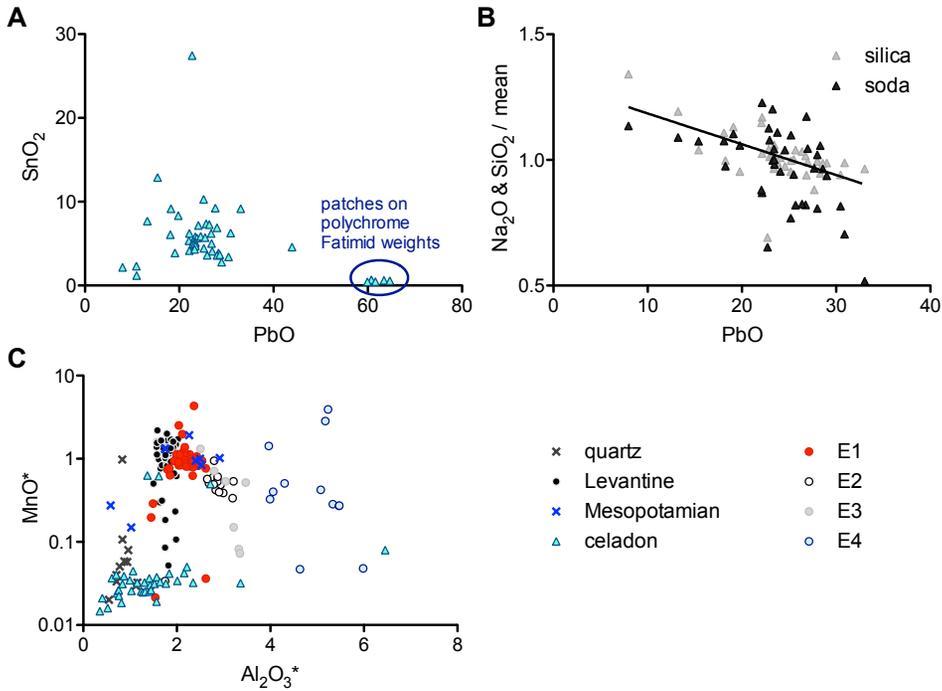 A
30
20
10
0
SnO2
0 20 40 60 80
PbO
patches on
polychrome
Fatimid weights
B
1.5
1.0
0.5
Na2O & SiO2 / mean
0 10 20 30 40
PbO
silica
soda
C
10
1
0.1
0.01
MnO*
0 2 4 6 8
Al2O3*
quartz
Levantine
Mesopotamian
celadon
E1
E2
E3
E4